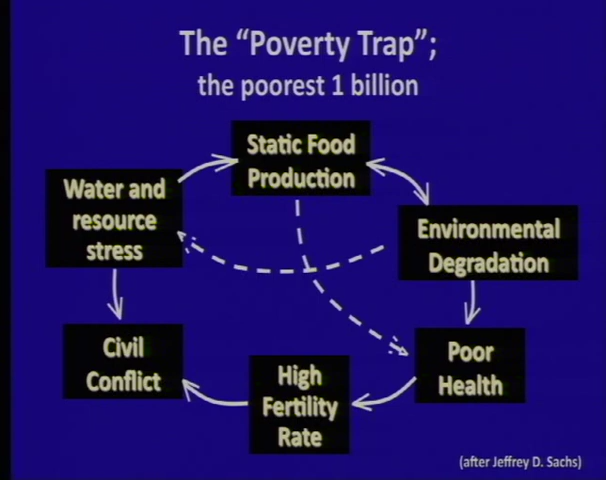 The “Poverty Trap”;
the poorest 1 billion
Static Food
Production
Water and
resource
stress
Environmental
Degradation
Civil
Conflict
High
Fertility
Rate
Poor
Health
(after Jeffrey D. Sachs)